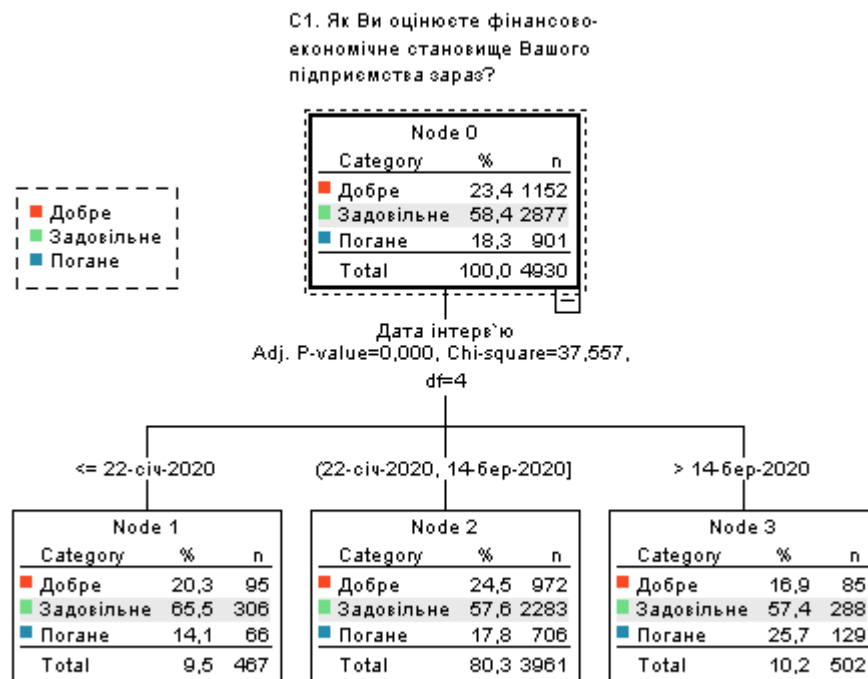 С1. Як Ви оцінюєте фінансово-
економічне становище Вашого
підприємства зараз?
Node 0
Category % n
Добре 23,4 1152
Задовільне 58,4 2877
Погане 18,3 901
Total 100,0 4930
Добре
Задовільне
Погане
Дата інтерв`ю
Adj. P-value=0,000, Chi-square=37,557,
df=4
<= 22-січ-2020
(22-січ-2020, 14-бер-2020]
> 14-бер-2020
Node 1
Category % n
Добре 20,3 95
Задовільне 65,5 306
Погане 14,1 66
Total 9,5 467
Node 2
Category % n
Добре 24,5 972
Задовільне 57,6 2283
Погане 17,8 706
Total 80,3 3961
Node 3
Category % n
Добре 16,9 85
Задовільне 57,4 288
Погане 25,7 129
Total 10,2 502